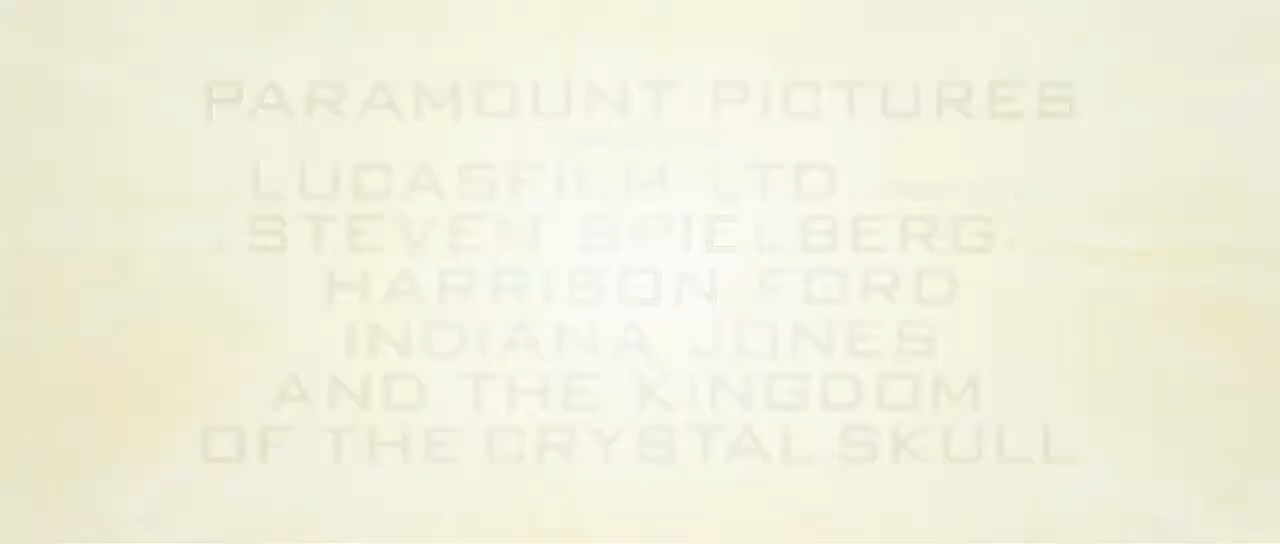 PARAMOUNT PICTURES
LUCASFILM LTD.
STEVEN SPIELBERG
HARRISON FORD
INDIANA JONES
AND THE KINGDOM
OF THE CRYSTAL SKULL